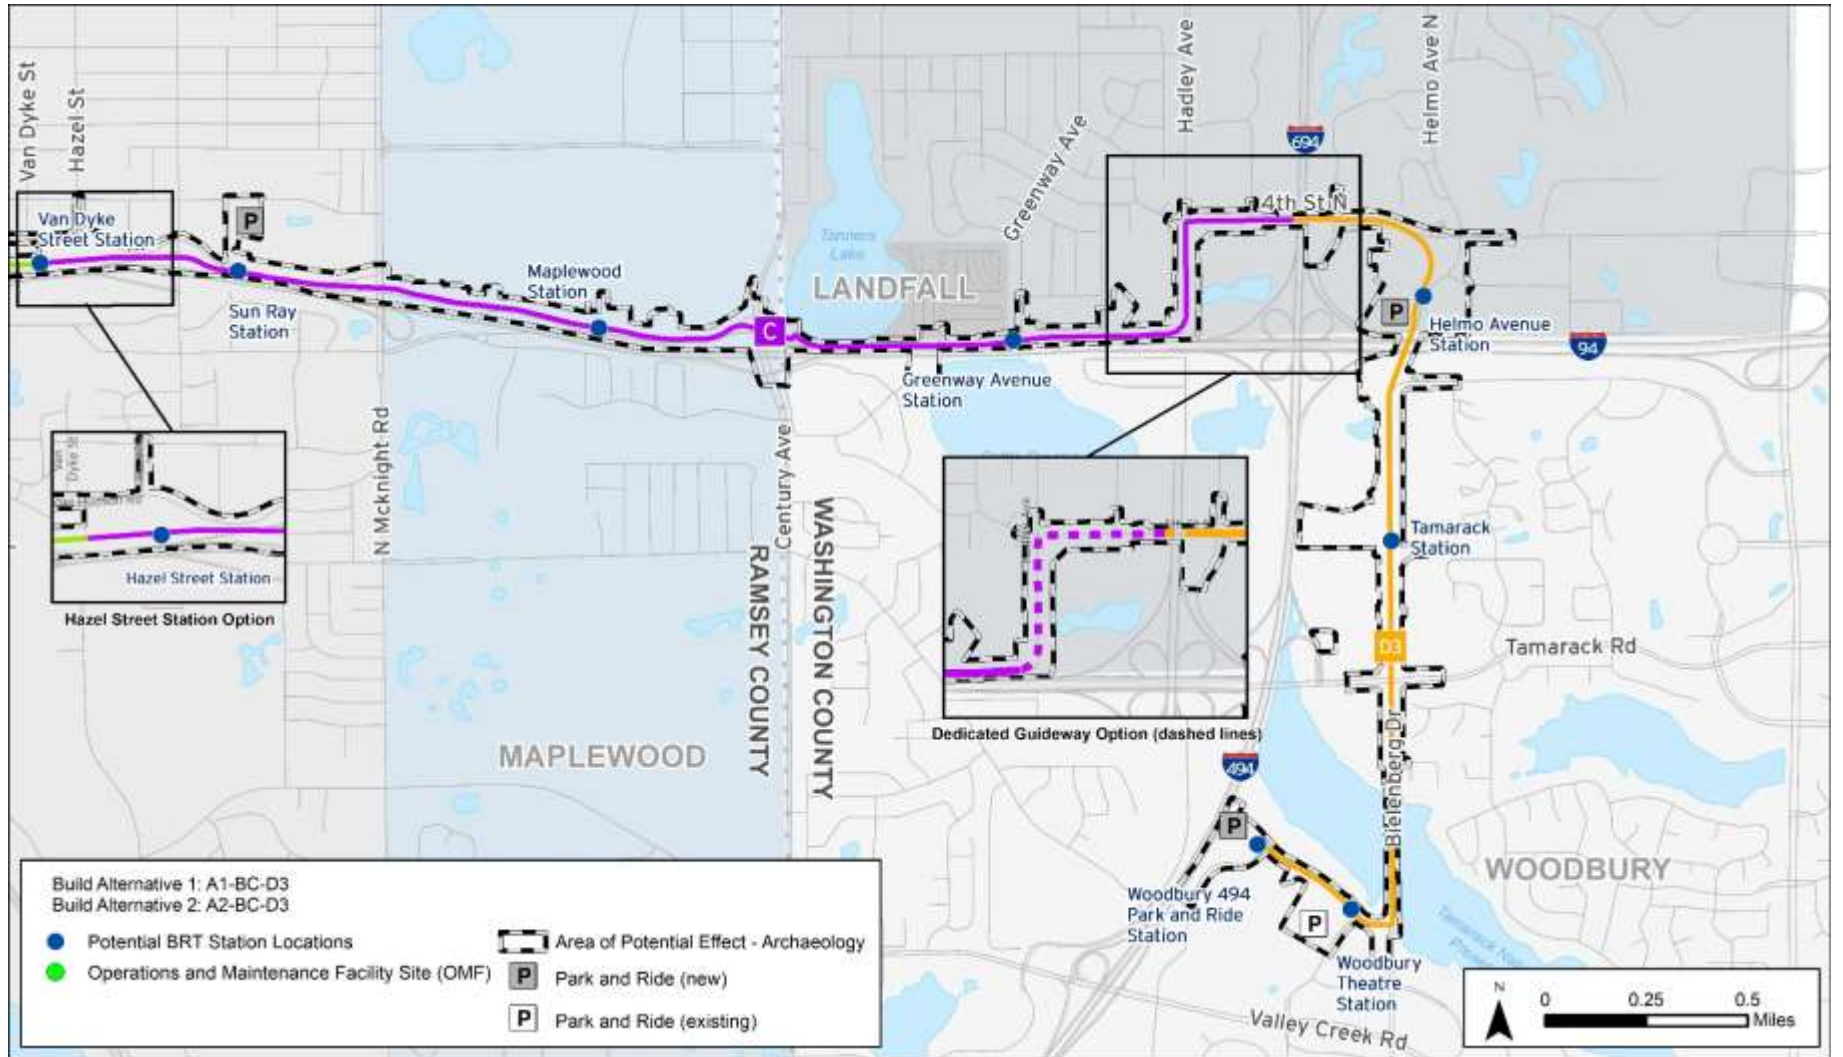 Van Dyke St
Hazel St
Hadley Ave
Helmo Ave N
Greenway Ave
694
4th St N
Van Dyke
Street Station
P
Sun Ray
Station
Maplewood
Station
Tanners
Lake
LANDFALL
C
Greenway Avenue
Station
P
Helmo Avenue
Station
94
N Mcknight Rd
Century Ave
Van
Dyke St
Hazel Street Station
Hazel Street Station Option
RAMSEY COUNTY
WASHINGTON COUNTY
MAPLEWOOD
Dedicated Guideway Option (dashed lines)
Tamarack
Station
D3
Tamarack Rd
Bielenberg Dr
494
P
Woodbury 494
Park and Ride
Station
P
Woodbury
Theatre
Station
WOODBURY
Tamarack
Valley Creek Rd
Build Alternative 1: A1-BC-D3
Build Alternative 2: A2-BC-D3
Potential BRT Station Locations
Operations and Maintenance Facility Site (OMF)
Area of Potential Effect - Archaeology
P Park and Ride (new)
P Park and Ride (existing)
N
0 0.25 0.5
Miles